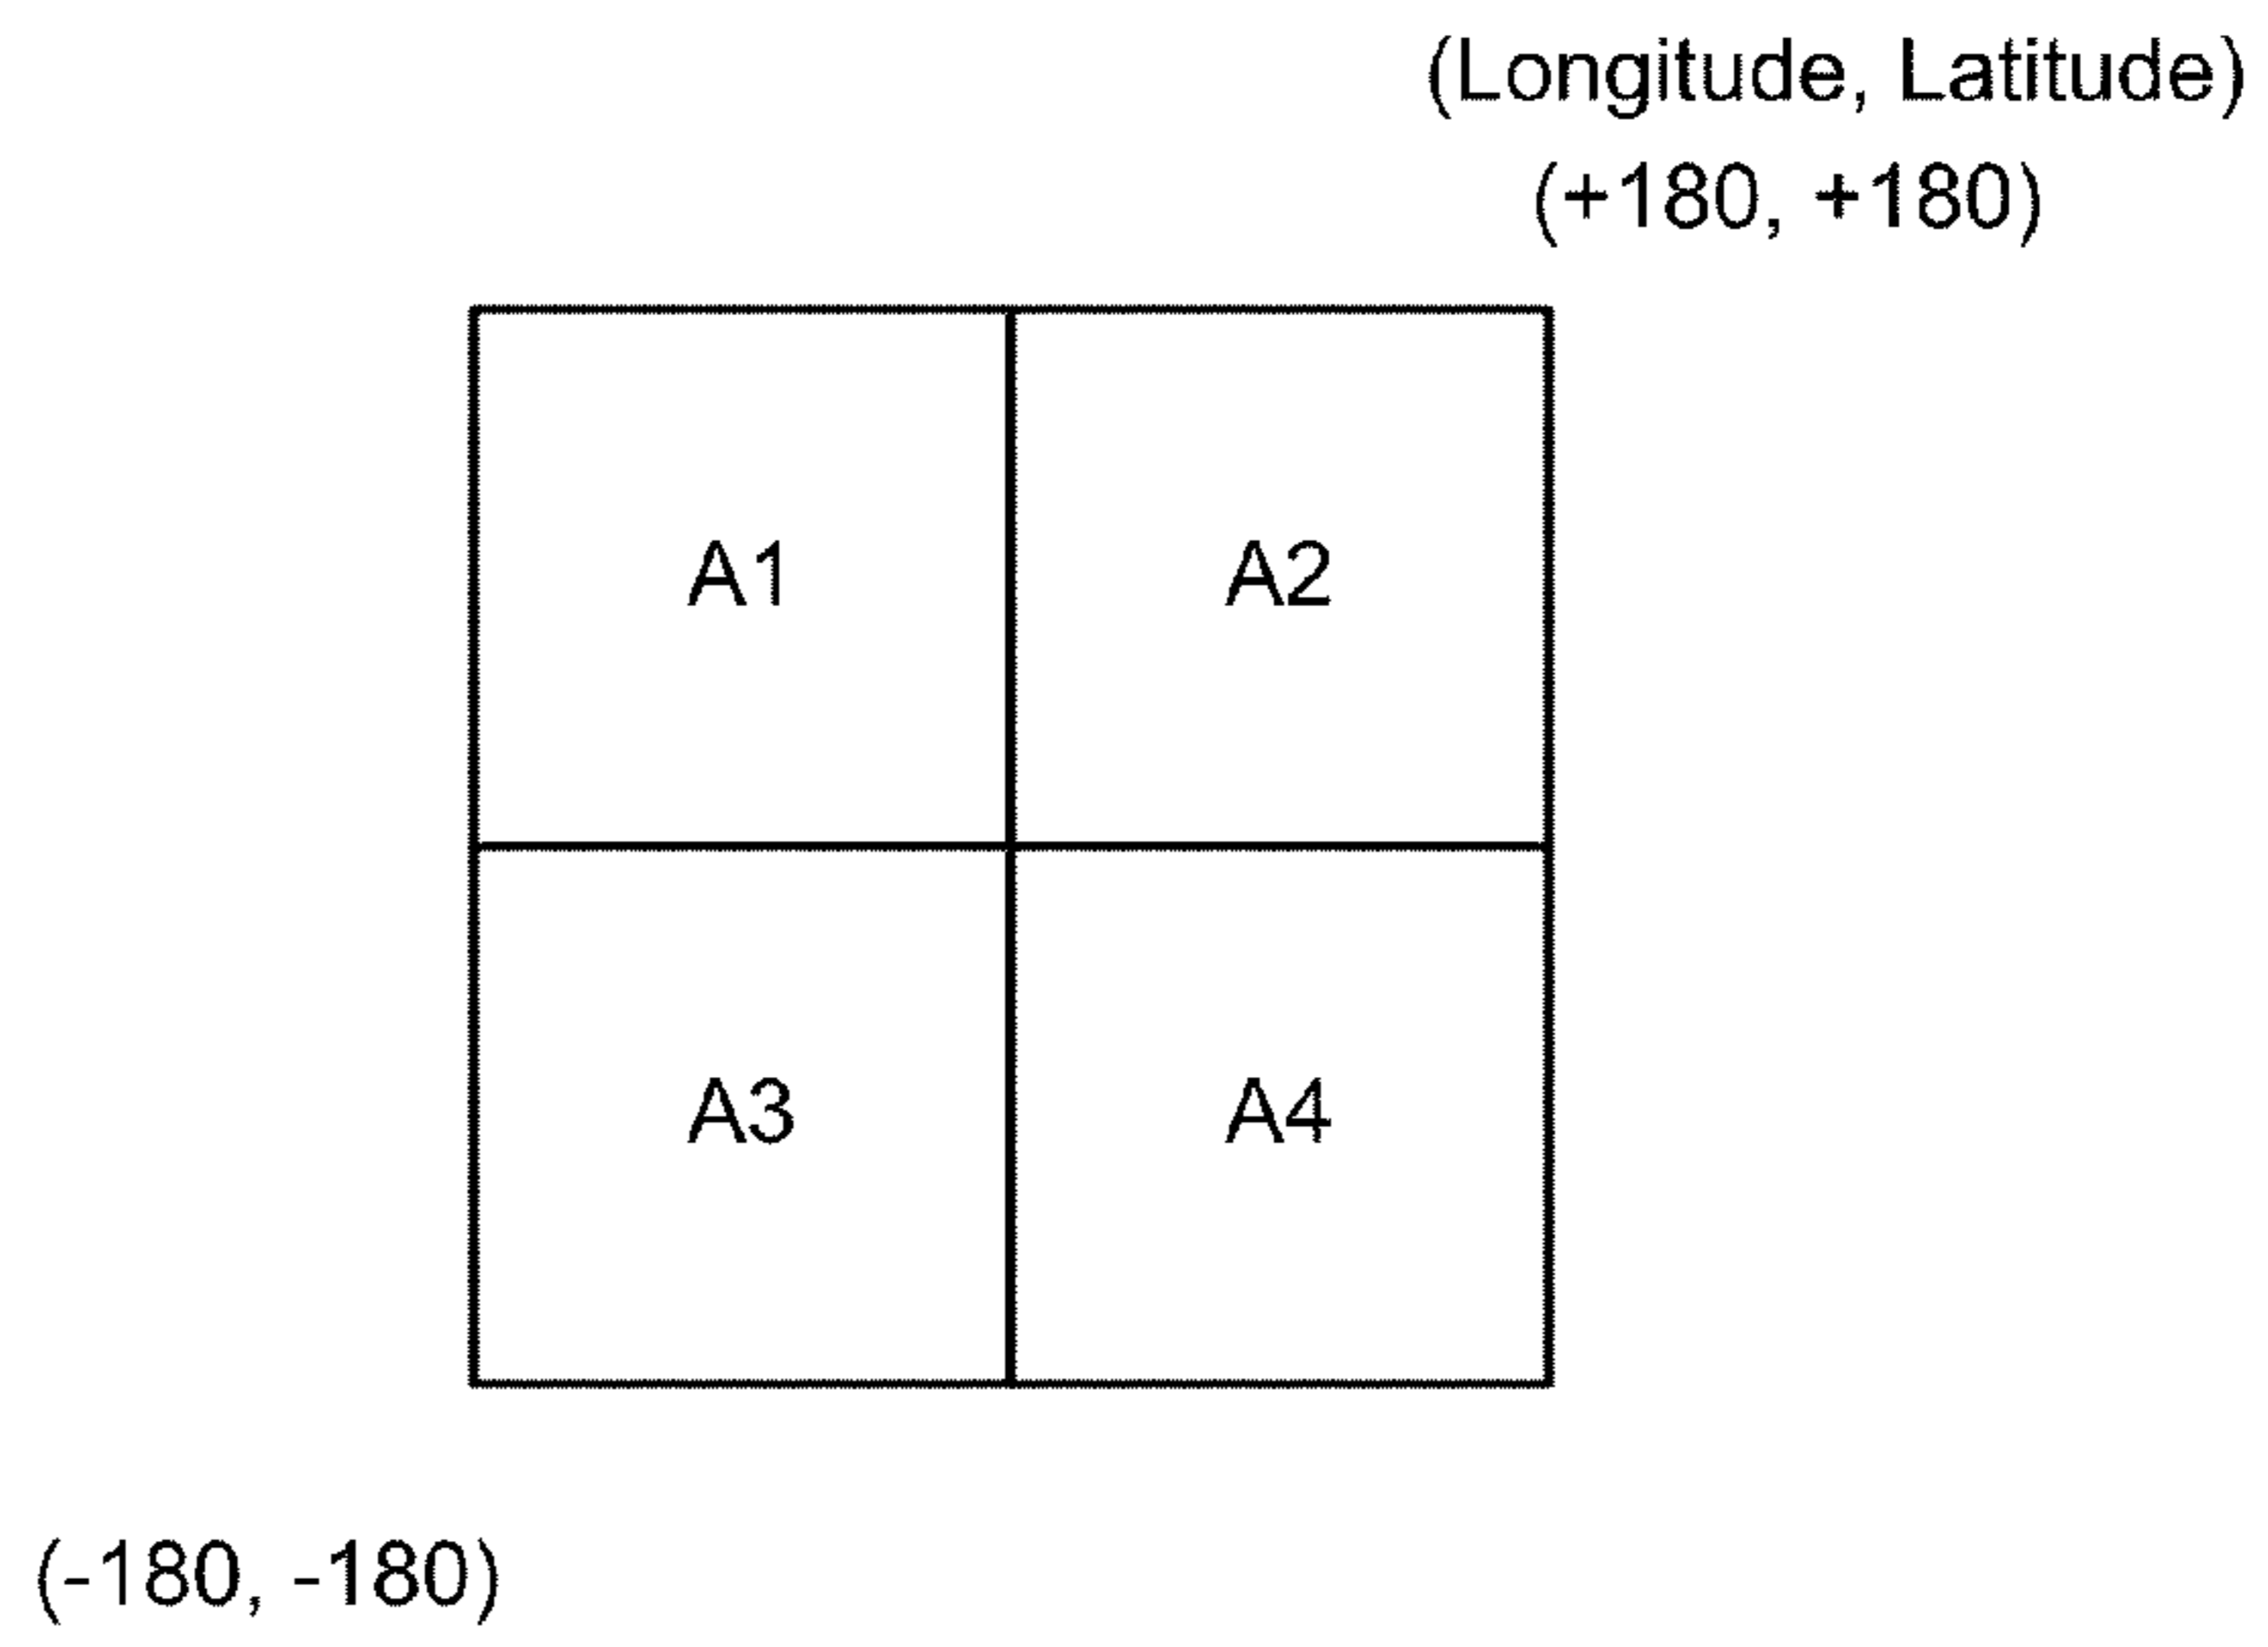 (Longitude, Latitude)
(+180, +180)
A1 A2
A3 A4
(-180, -180)